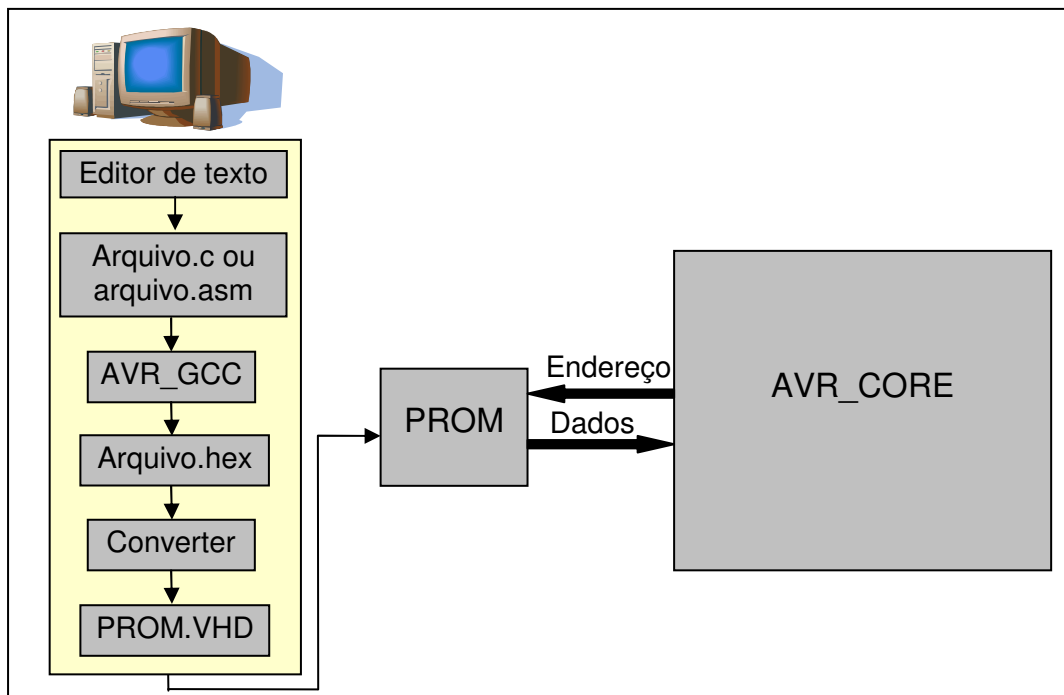 Editor de texto
Arquivo.c ou
arquivo.asm
AVR_GCC
Arquivo.hex
Converter
PROM.VHD
PROM
Endereço
Dados
AVR_CORE